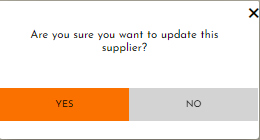 Are you sure you want to update this
supplier?
YES
NO